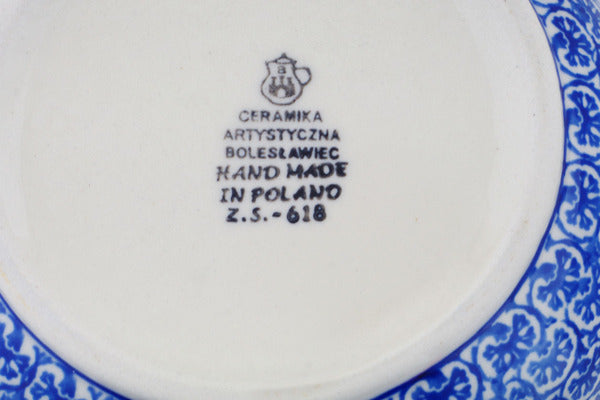 a
CERAMIKA
ARTYSTYCZNA
BOLESŁAWIEC
HAND MADE
IN POLAND
Z.S.-618